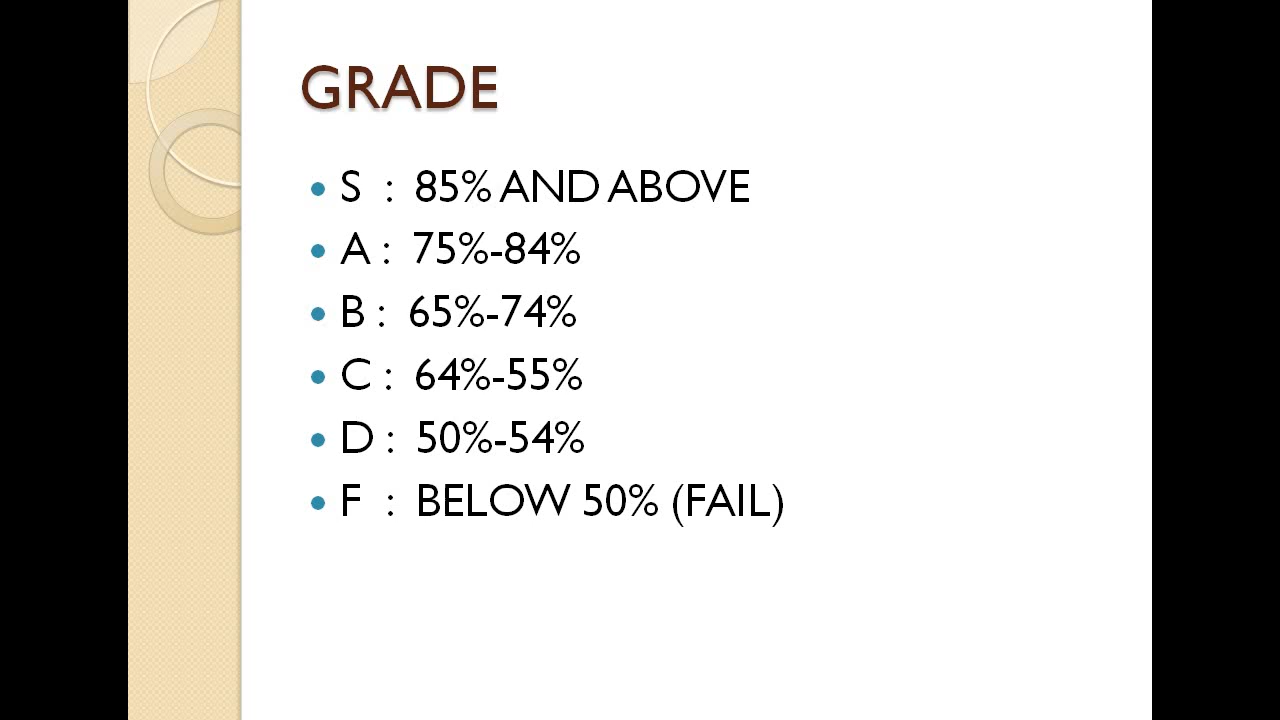 GRADE
S : 85% AND ABOVE
A : 75%-84%
B : 65%-74%
C : 64%-55%
D : 50%-54%
F : BELOW 50% (FAIL)